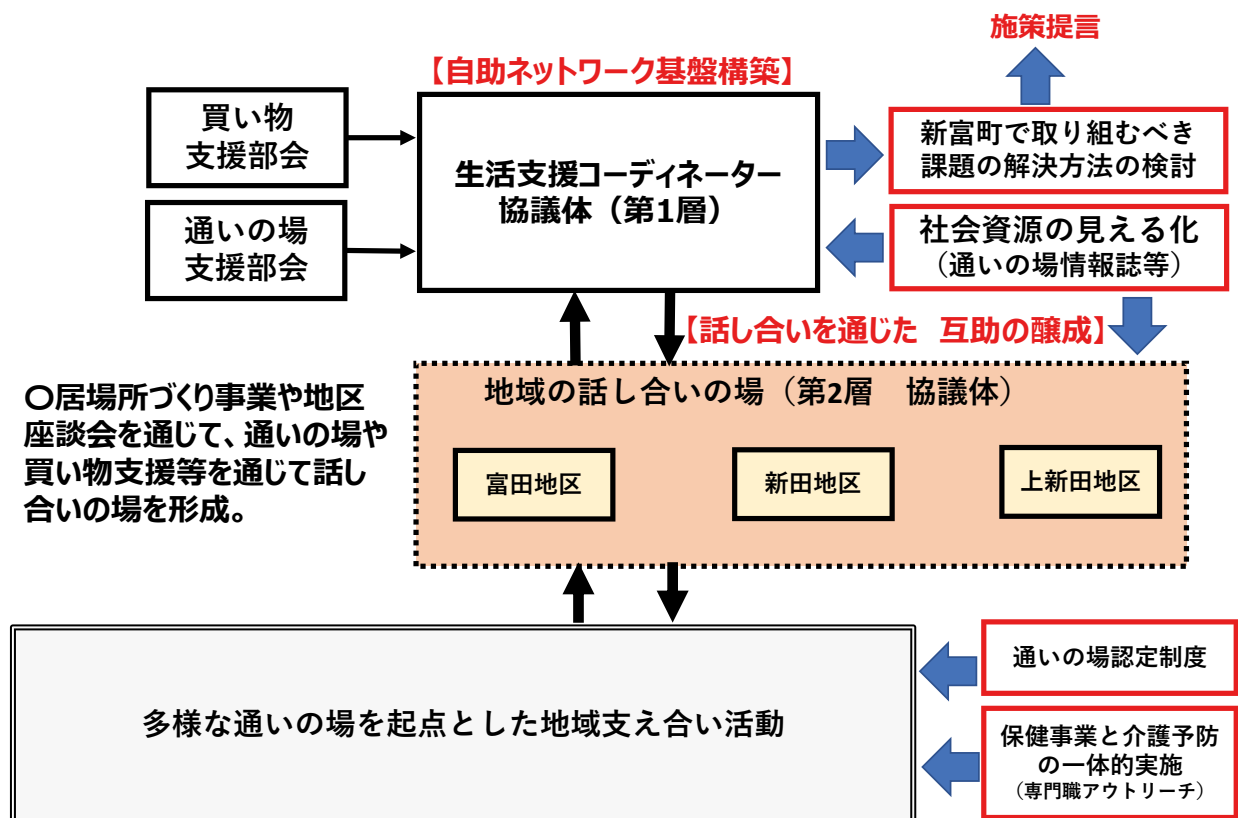 施策提言
【自助ネットワーク基盤構築】
買い物
支援部会
通いの場
支援部会
生活支援コーディネーター
協議体（第1層）
新富町で取り組むべき
課題の解決方法の検討
社会資源の見える化
（通いの場情報誌等）
【話し合いを通じた　互助の醸成】
〇居場所づくり事業や地区
座談会を通じて、通いの場や
買い物支援等を通じて話し
合いの場を形成。
地域の話し合いの場（第2層　協議体）
富田地区
新田地区
上新田地区
多様な通いの場を起点とした地域支え合い活動
通いの場認定制度
保健事業と介護予防
の一体的実施
（専門職アウトリーチ）